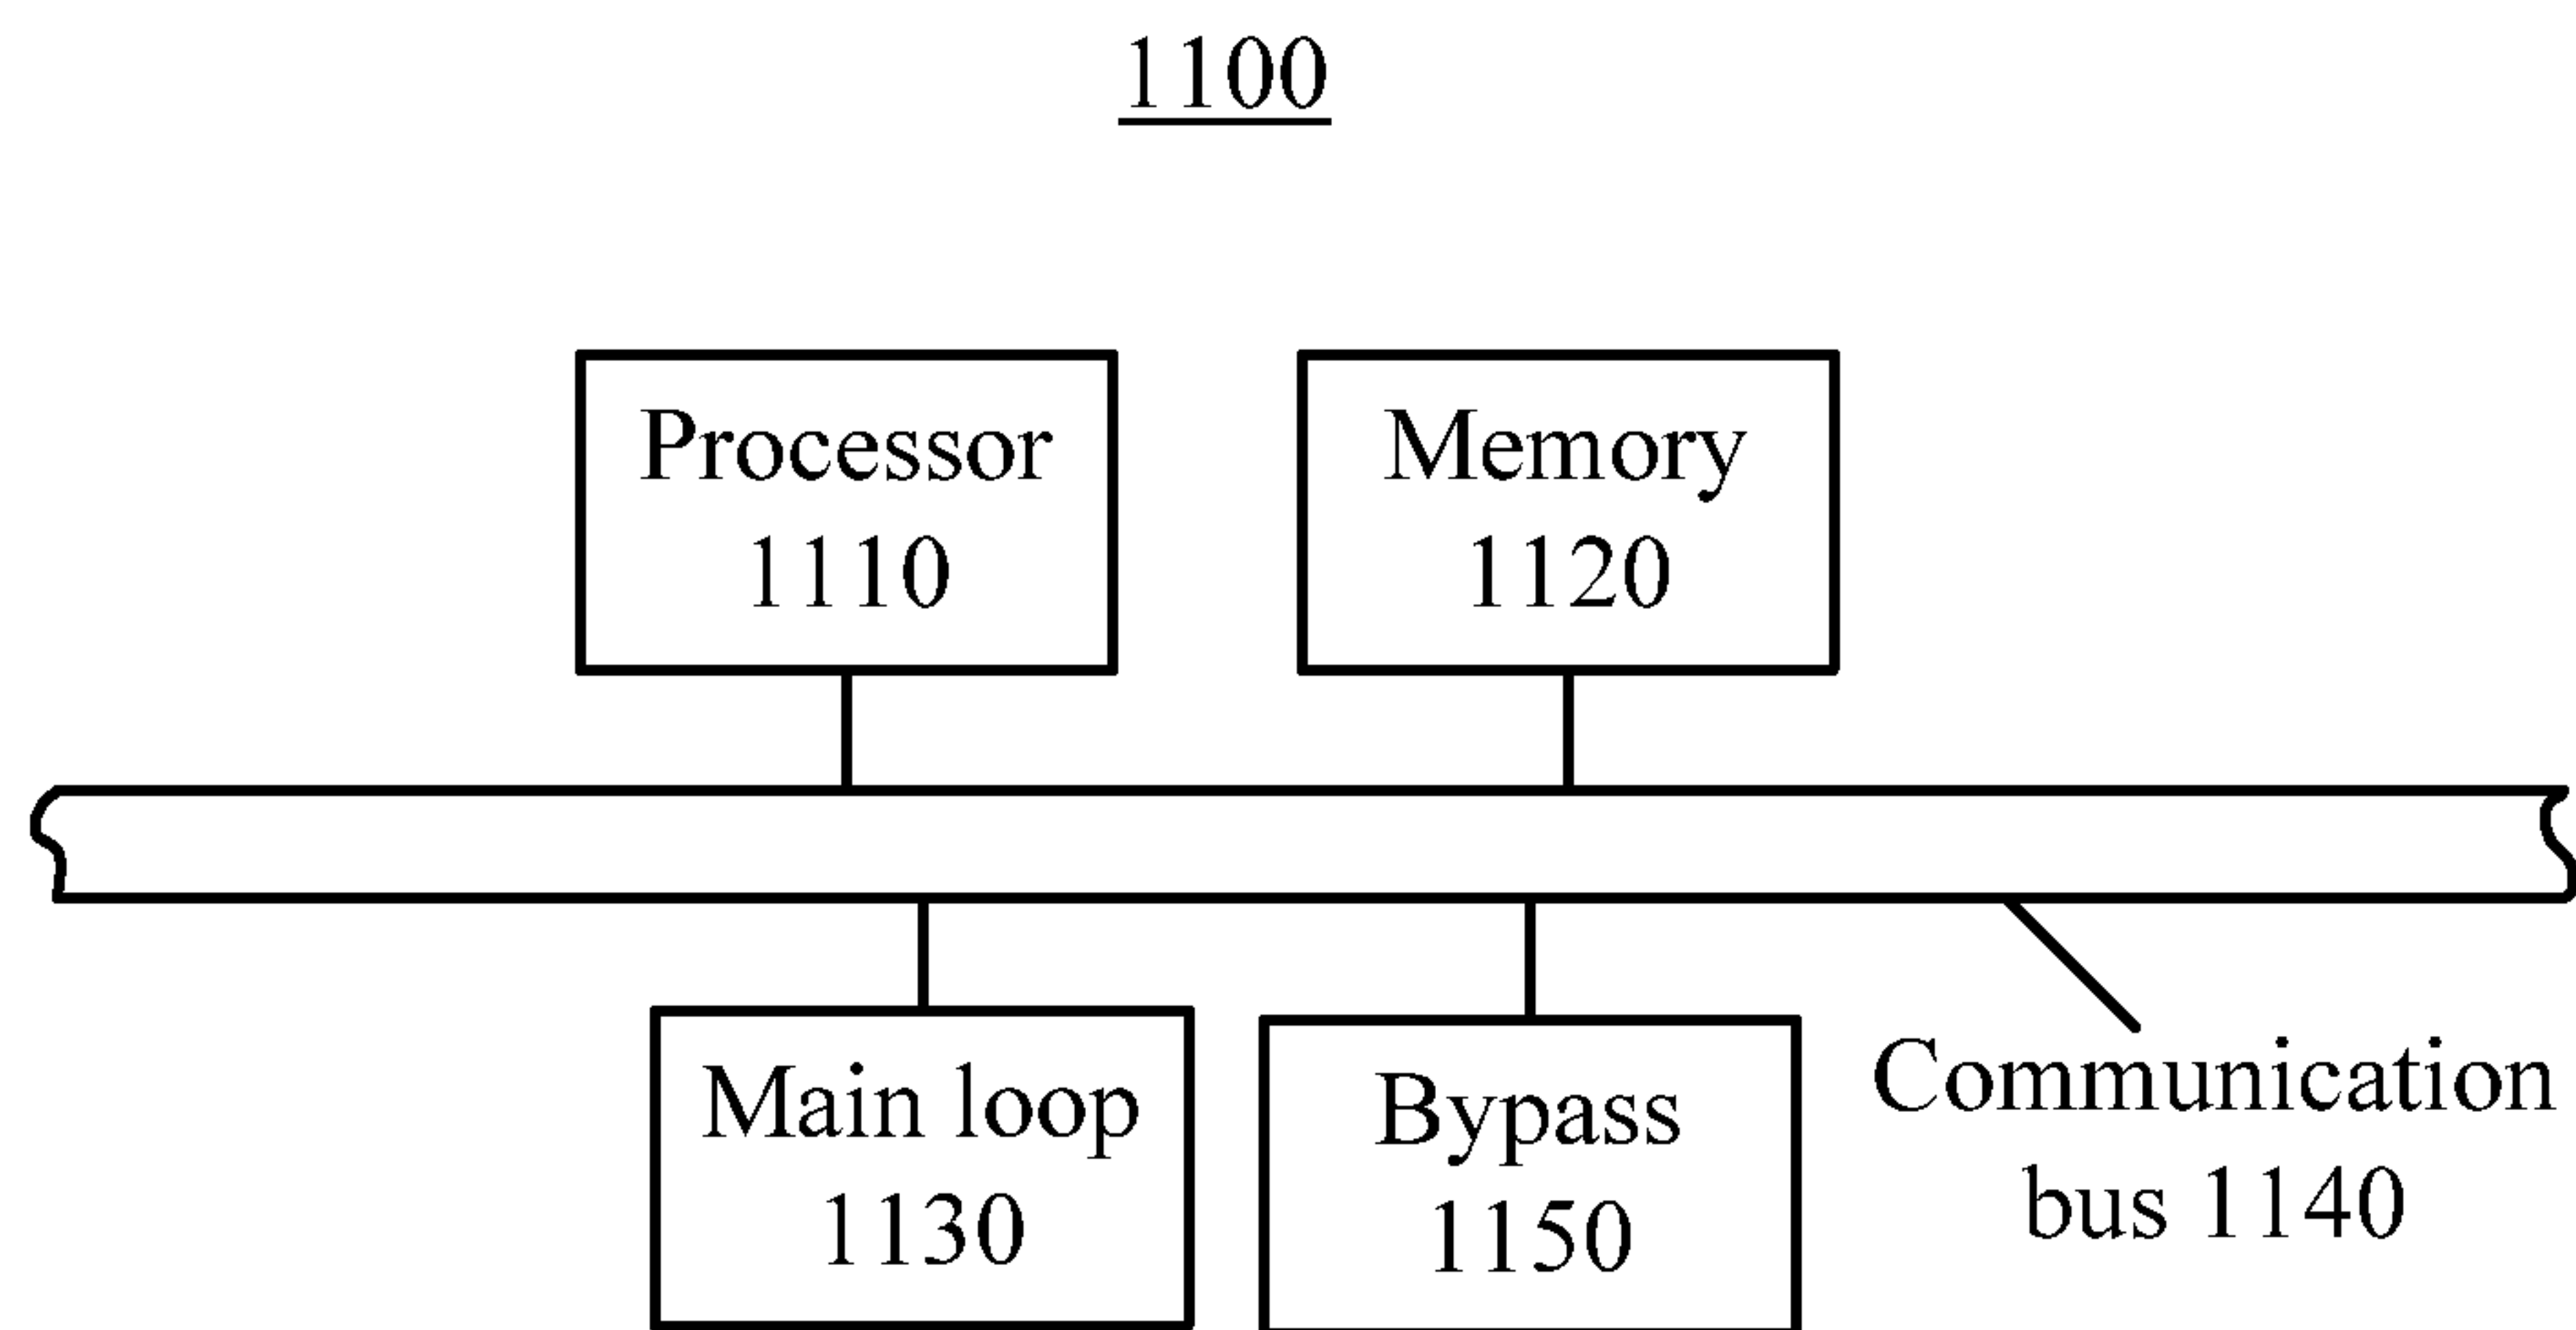 1100
Processor
1110
Memory
1120
Main loop
1130
Bypass
1150
Communication
bus 1140